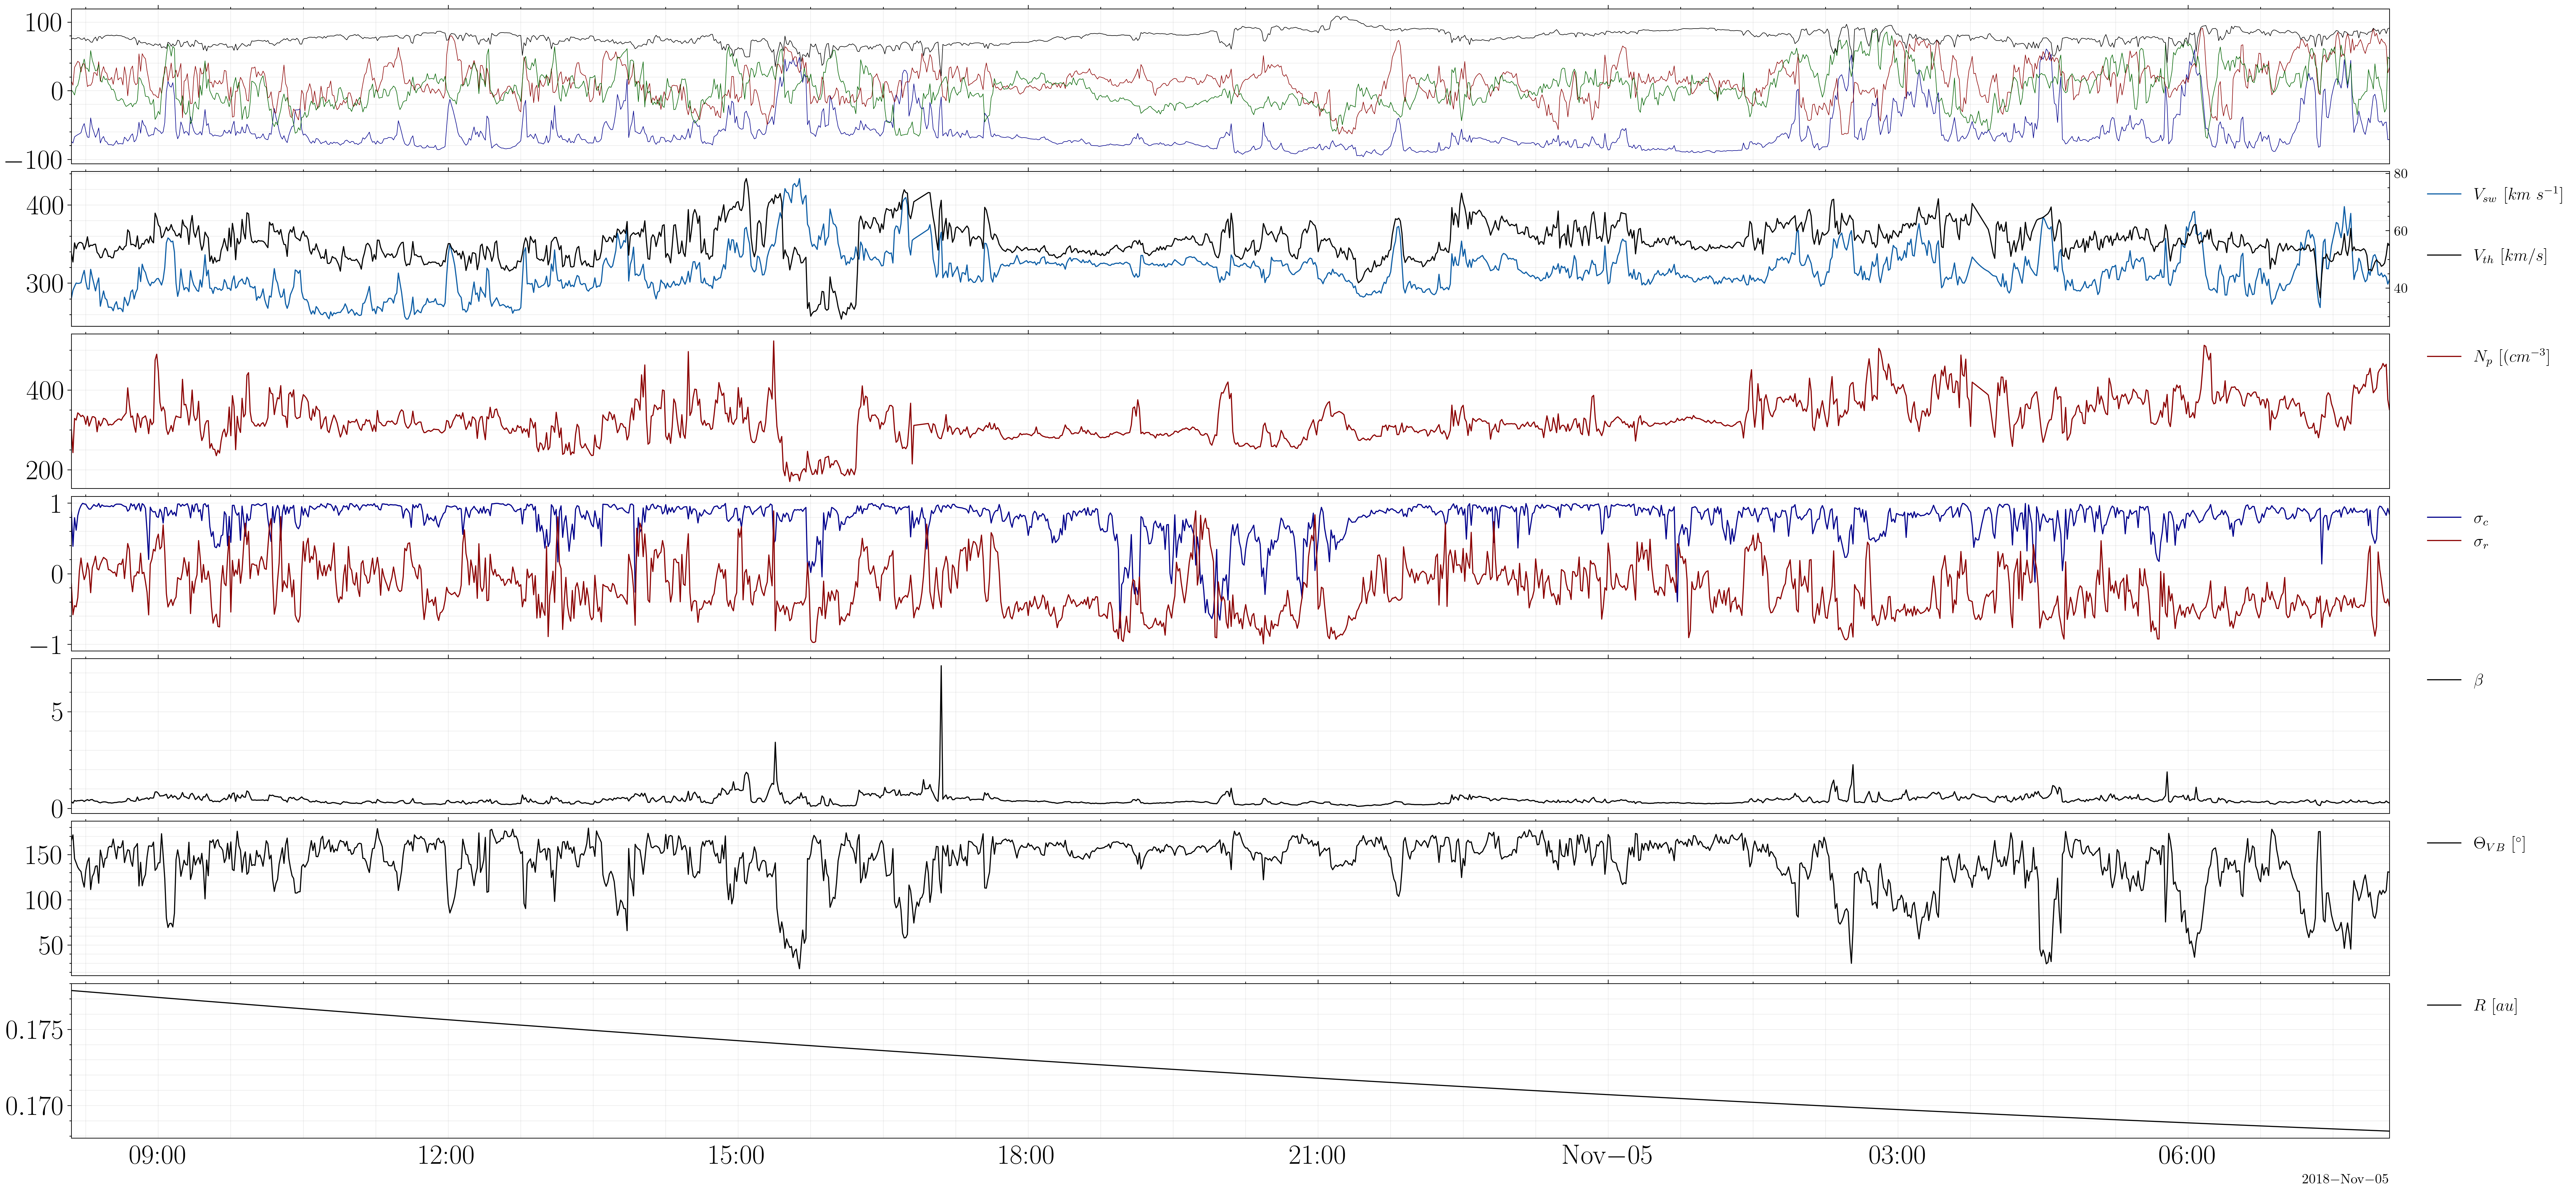 100
0
−100
400
300
80
60
40
V_sw [km s⁻¹]
V_th [km/s]
400
200
N_p [(cm⁻³]
1
0
−1
σ_c
σ_r
5
0
β
150
100
50
Θ_VB [°]
0.175
0.170
R [au]
09:00 12:00 15:00 18:00 21:00 Nov−05 03:00 06:00
2018−Nov−05